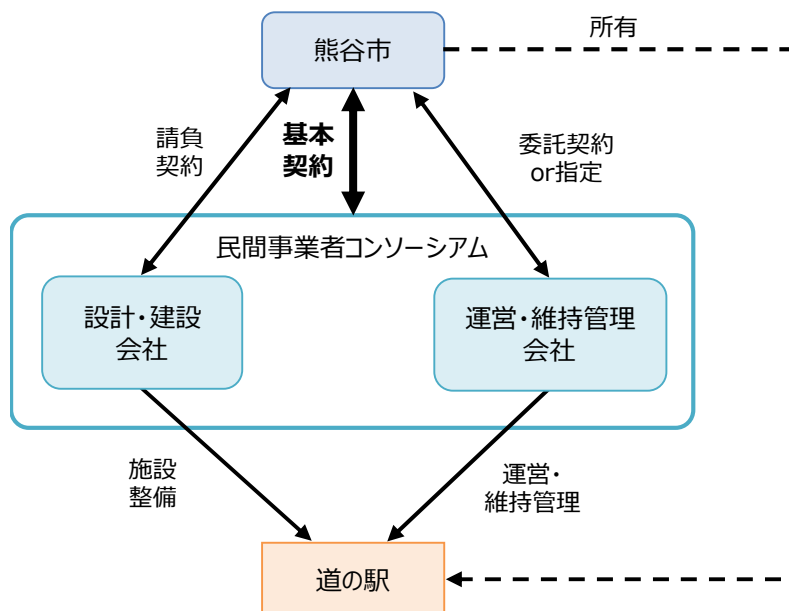 熊谷市
所有
請負
契約
基本
契約
委託契約
or指定
民間事業者コンソーシアム
設計・建設
会社
運営・維持管理
会社
施設
整備
運営・
維持管理
道の駅